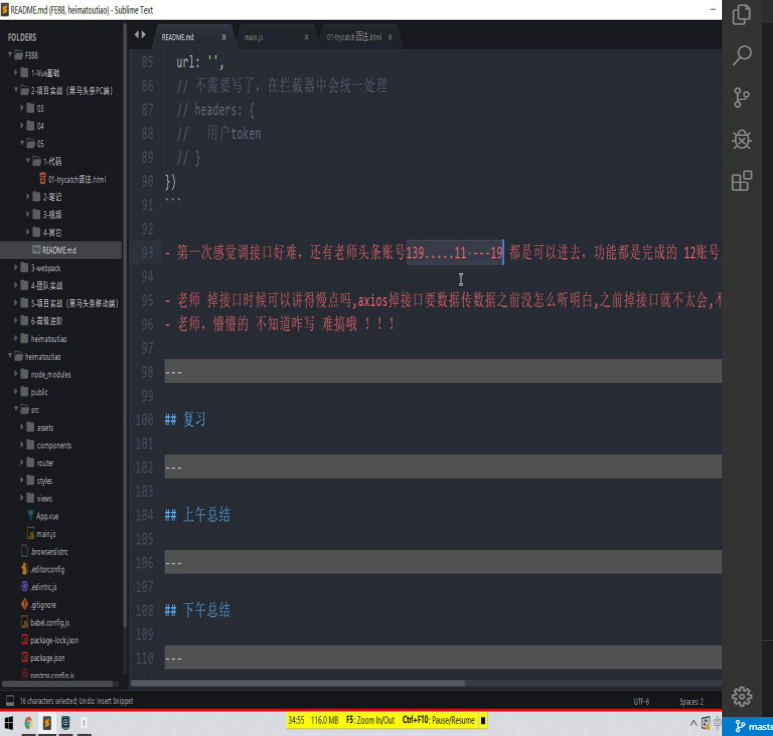 README.md (FE88, heimatoutiao) - Sublime Text
FOLDERS
FE88
1-Vue基础
2-项目实战（黑马头条PC端）
03
04
05
1-代码
01-trycatch语法.html
2-笔记
3-视频
4-其它
README.md
3-webpack
4-团队实战
5-项目实战（黑马头条移动端）
6-高级进阶
heimatoutiao
heimatoutiao
node_modules
public
src
assets
components
router
styles
views
App.vue
main.js
.browserslistrc
.editorconfig
.eslintrc.js
.gitignore
babel.config.js
package-lock.json
package.json
postcss.config.js
README.md x main.js x 01-trycatch语法.html x
85 url: '',
86 // 不需要写了，在拦截器中会统一处理
87 // headers: {
88 // 用户token
89 // }
90 })
91 ```
92
93 - 第一次感觉调接口好难，还有老师头条账号139.....11----19 都是可以进去，功能都是完成的 12账号
94
95 - 老师 掉接口时候可以讲得慢点吗,axios掉接口要数据传数据之前没怎么听明白,之前掉接口就不太会,不
96 - 老师，懵懵的 不知道咋写 难搞哦 ！！！
97
98 ---
99
100 ## 复习
101
102 ---
103
104 ## 上午总结
105
106 ---
107
108 ## 下午总结
109
110 ---
16 characters selected; Undo: Insert Snippet UTF-8 Spaces: 2
34:55 116.0 MB F5: Zoom In/Out Ctrl+F10: Pause/Resume
中
maste